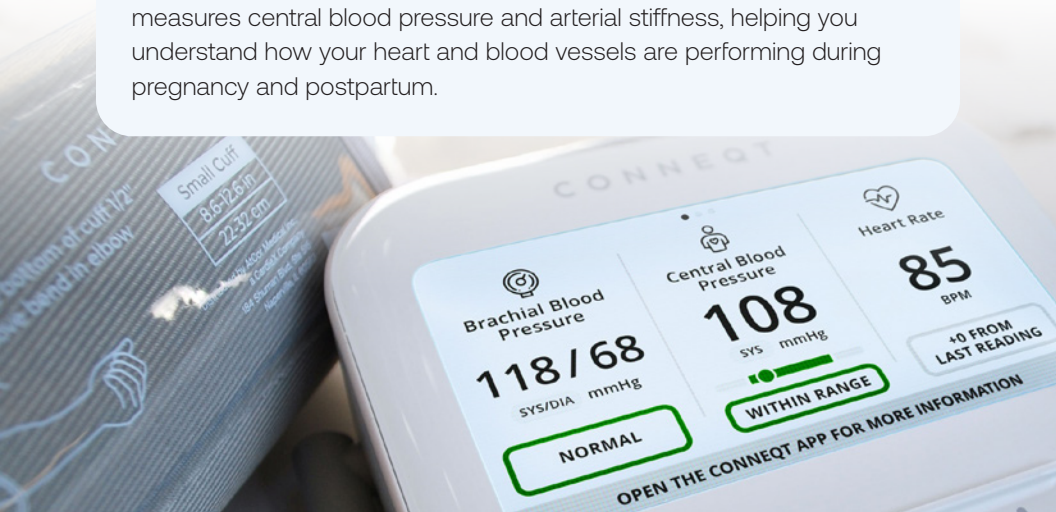 measures central blood pressure and arterial stiffness, helping you
understand how your heart and blood vessels are performing during
pregnancy and postpartum.
CON
Small Cuff
8.6-12.6 in
22-32 cm
bottom of cuff 1/2"
ove bend in elbow
CONNEQT
Brachial Blood
Pressure
118/68
SYS/DIA mmHg
NORMAL
Central Blood
Pressure
108
SYS mmHg
WITHIN RANGE
Heart Rate
85
BPM
+0 FROM
LAST READING
OPEN THE CONNEQT APP FOR MORE INFORMATION